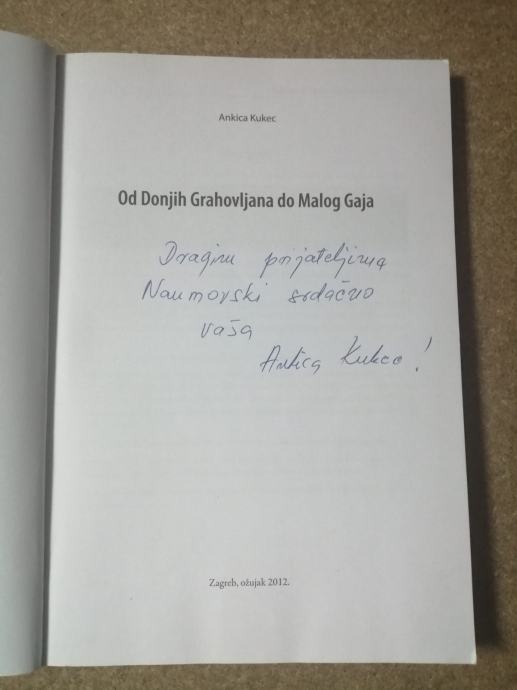 Ankica Kukec
Od Donjih Grahovljana do Malog Gaja
Dragim prijateljima
Naumovski srdačno
vaša
Ankica Kukec!
Zagreb, ožujak 2012.